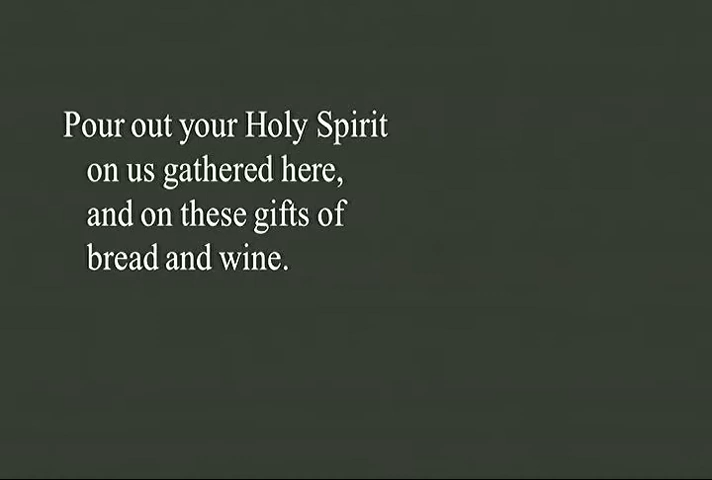 Pour out your Holy Spirit
on us gathered here,
and on these gifts of
bread and wine.